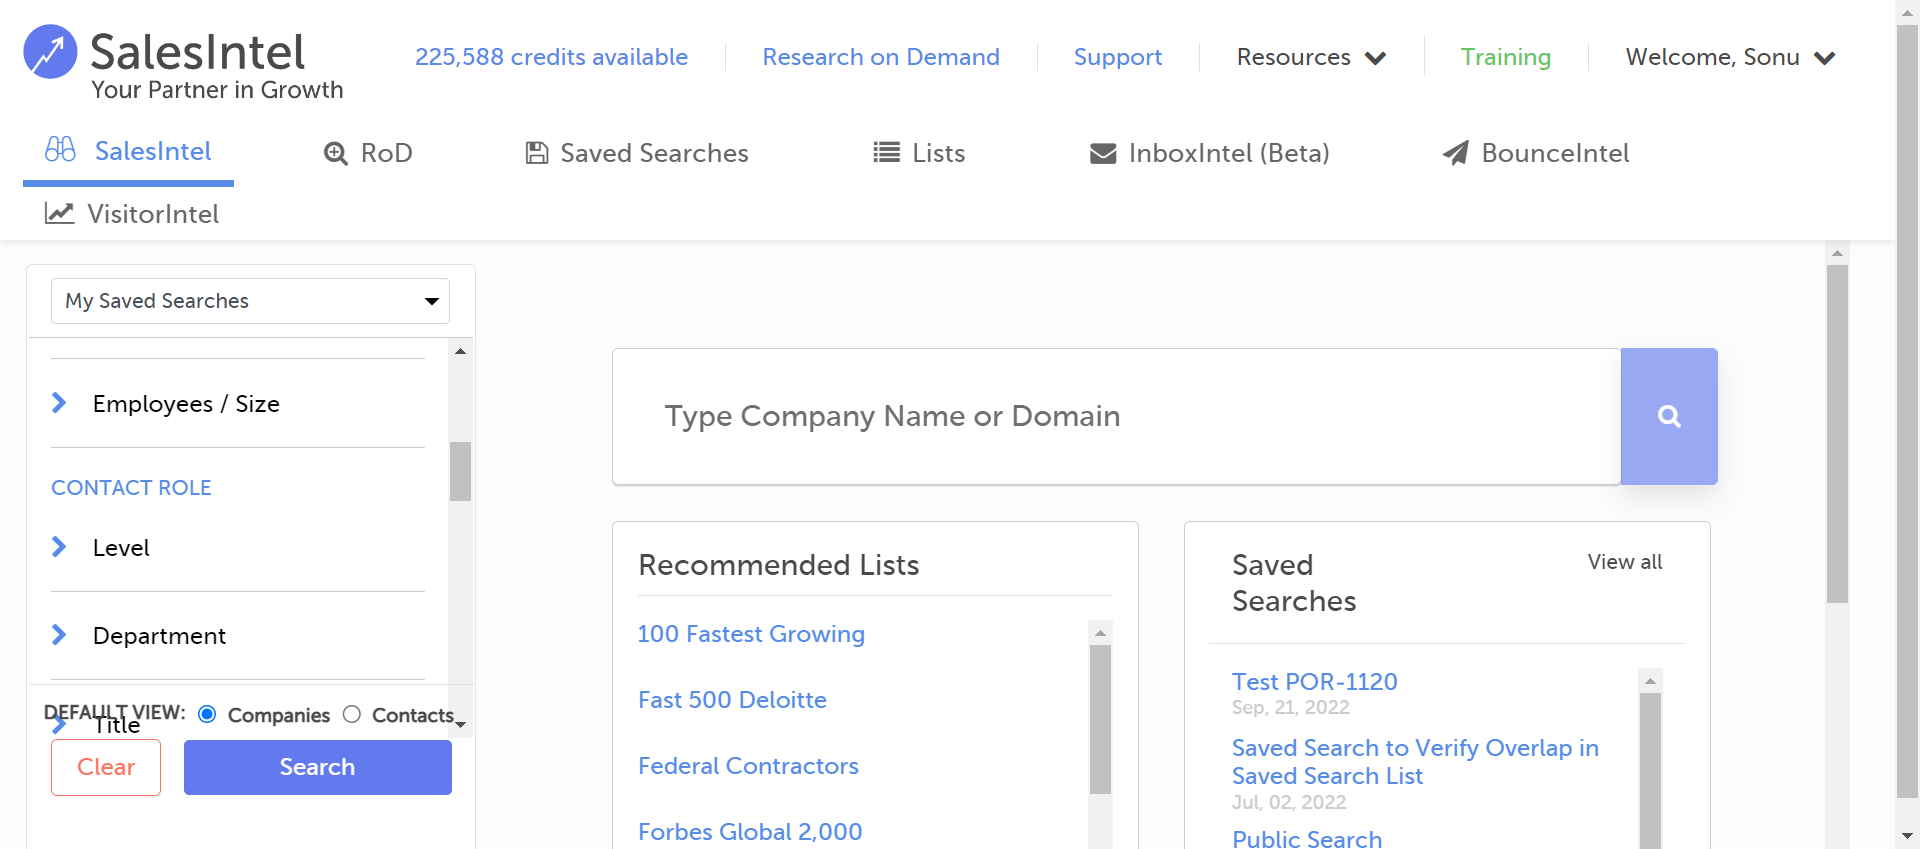 SalesIntel
Your Partner in Growth
225,588 credits available
Research on Demand
Support
Resources
Training
Welcome, Sonu
SalesIntel
RoD
Saved Searches
Lists
InboxIntel (Beta)
BounceIntel
VisitorIntel
My Saved Searches
Employees / Size
CONTACT ROLE
Level
Department
Title
DEFAULT VIEW:
Companies
Contacts
Clear
Search
Type Company Name or Domain
Recommended Lists
100 Fastest Growing
Fast 500 Deloitte
Federal Contractors
Forbes Global 2,000
Saved
Searches
View all
Test POR-1120
Sep, 21, 2022
Saved Search to Verify Overlap in
Saved Search List
Jul, 02, 2022
Public Search